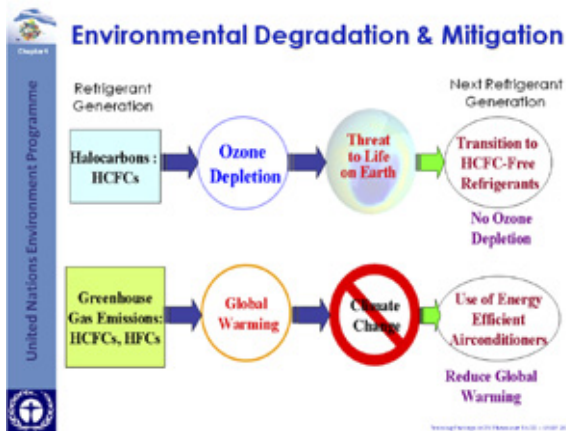 Environmental Degradation & Mitigation
United Nations Environment Programme
Refrigerant
Generation
Next Refrigerant
Generation
Halocarbons :
HCFCs
Ozone
Depletion
Threat
to Life
on Earth
Transition to
HCFC-Free
Refrigerants
No Ozone
Depletion
Greenhouse
Gas Emissions:
HCFCs, HFCs
Global
Warming
Climate
Change
Use of Energy
Efficient
Airconditioners
Reduce Global
Warming